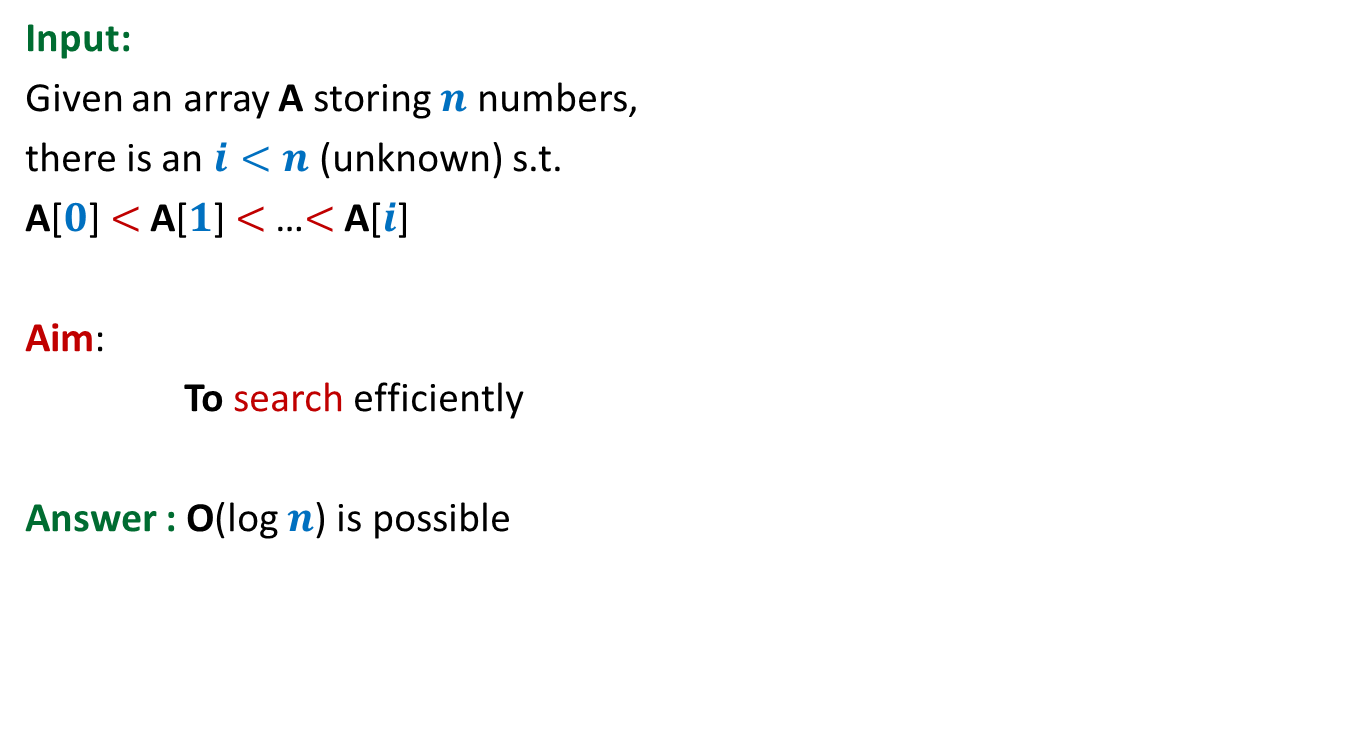 Input:
Given an array A storing n numbers,
there is an i < n (unknown) s.t.
A[0] < A[1] < …< A[i]
Aim:
To search efficiently
Answer : O(log n) is possible